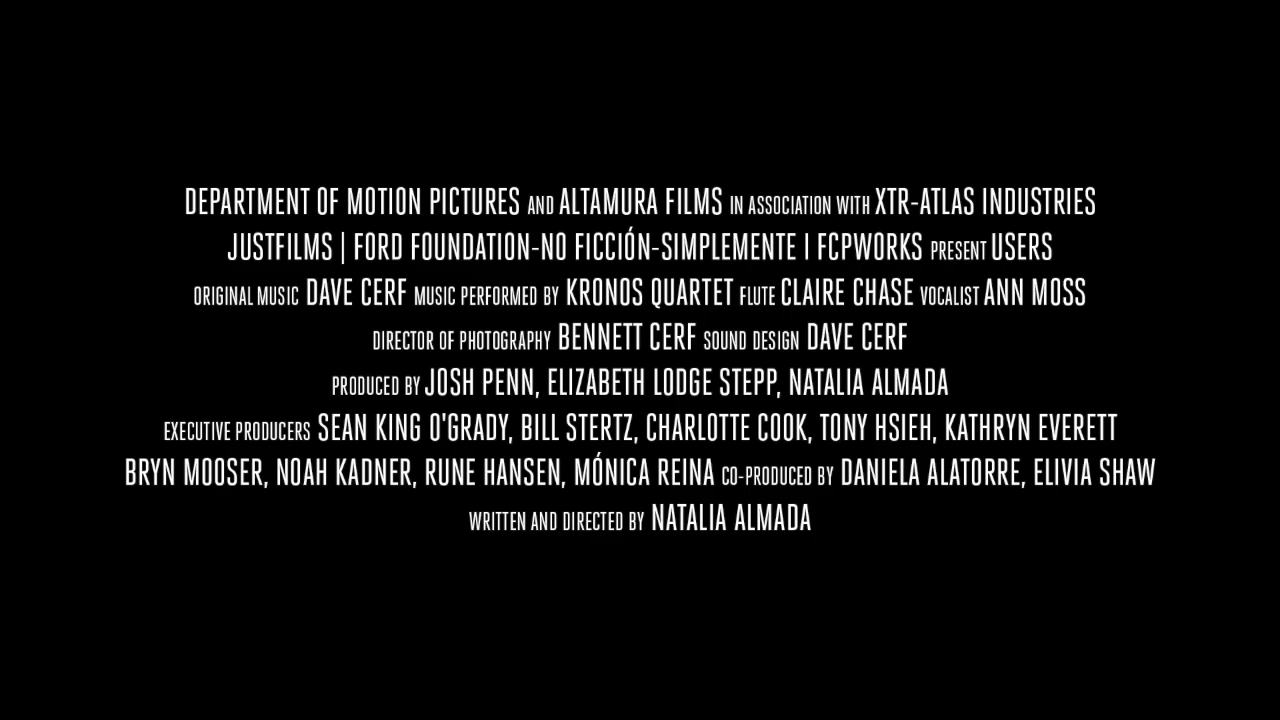 DEPARTMENT OF MOTION PICTURES AND ALTAMURA FILMS IN ASSOCIATION WITH XTR-ATLAS INDUSTRIES
JUSTFILMS | FORD FOUNDATION-NO FICCIÓN-SIMPLEMENTE I FCPWORKS PRESENT USERS
ORIGINAL MUSIC DAVE CERF MUSIC PERFORMED BY KRONOS QUARTET FLUTE CLAIRE CHASE VOCALIST ANN MOSS
DIRECTOR OF PHOTOGRAPHY BENNETT CERF SOUND DESIGN DAVE CERF
PRODUCED BY JOSH PENN, ELIZABETH LODGE STEPP, NATALIA ALMADA
EXECUTIVE PRODUCERS SEAN KING O'GRADY, BILL STERTZ, CHARLOTTE COOK, TONY HSIEH, KATHRYN EVERETT
BRYN MOOSER, NOAH KADNER, RUNE HANSEN, MÓNICA REINA CO-PRODUCED BY DANIELA ALATORRE, ELIVIA SHAW
WRITTEN AND DIRECTED BY NATALIA ALMADA